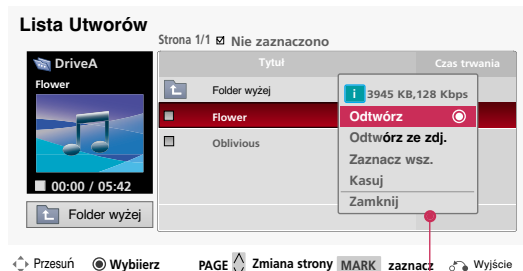 Lista Utworów
Strona 1/1 Nie zaznaczono
DriveA
Flower
00:00 / 05:42
Folder wyżej
Tytuł Czas trwania
Folder wyżej
Flower
Oblivious
i 3945 KB,128 Kbps
Odtwórz
Odtwórz ze zdj.
Zaznacz wsz.
Kasuj
Zamknij
Przesuń Wybiierz PAGE Zmiana strony MARK zaznacz Wyjście